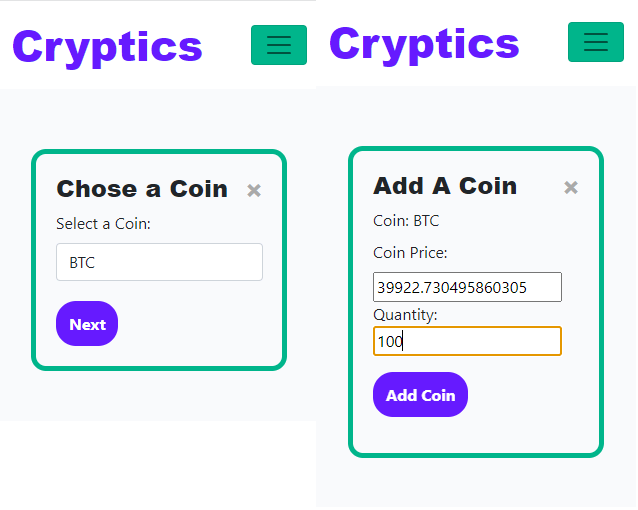 Cryptics
Chose a Coin ×
Select a Coin:
BTC
Next
Cryptics
Add A Coin ×
Coin: BTC
Coin Price:
39922.730495860305
Quantity:
100
Add Coin